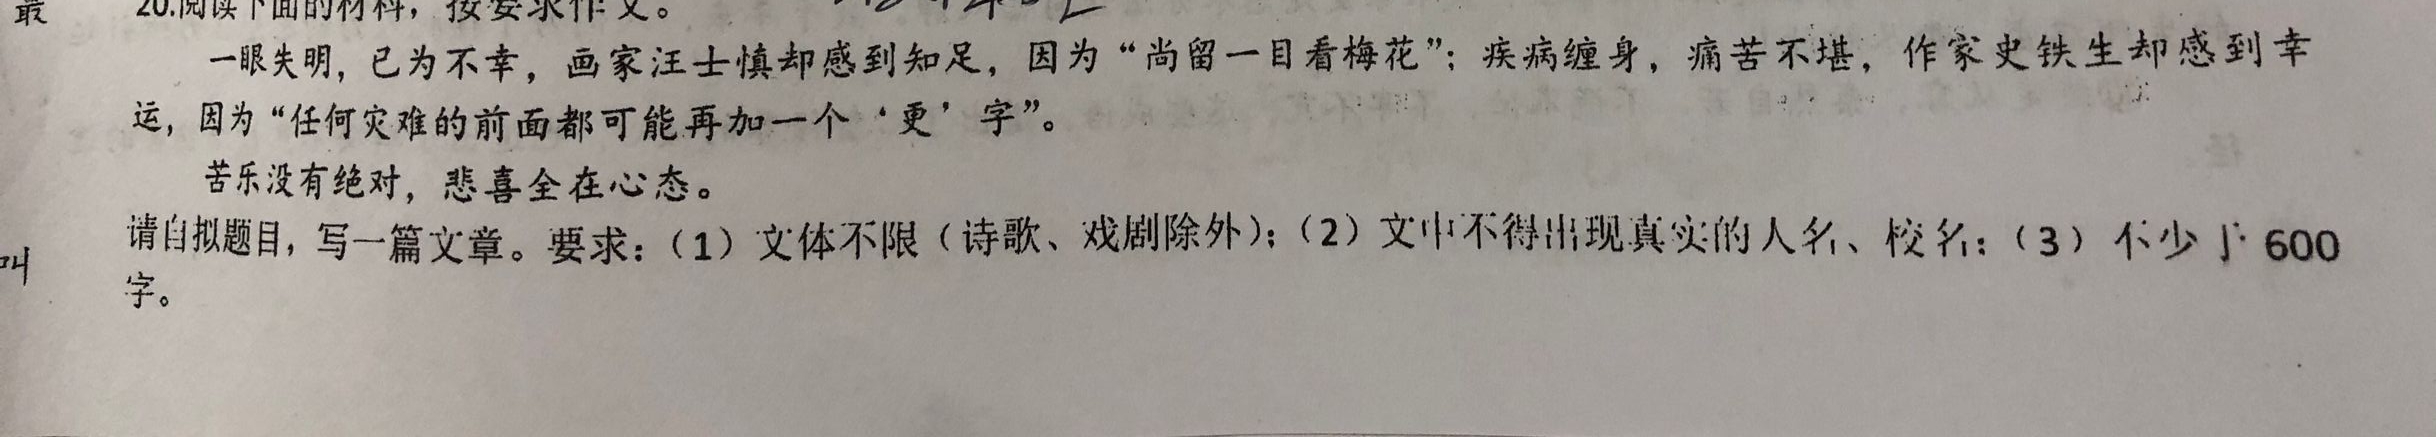 最
20.阅读下面的材料，按要求作文。
一眼失明，已为不幸，画家汪士慎却感到知足，因为“尚留一目看梅花”；疾病缠身，痛苦不堪，作家史铁生却感到幸
运，因为“任何灾难的前面都可能再加一个‘更’字”。
苦乐没有绝对，悲喜全在心态。
请自拟题目，写一篇文章。要求：（1）文体不限（诗歌、戏剧除外）；（2）文中不得出现真实的人名、校名；（3）不少于 600
叫
字。